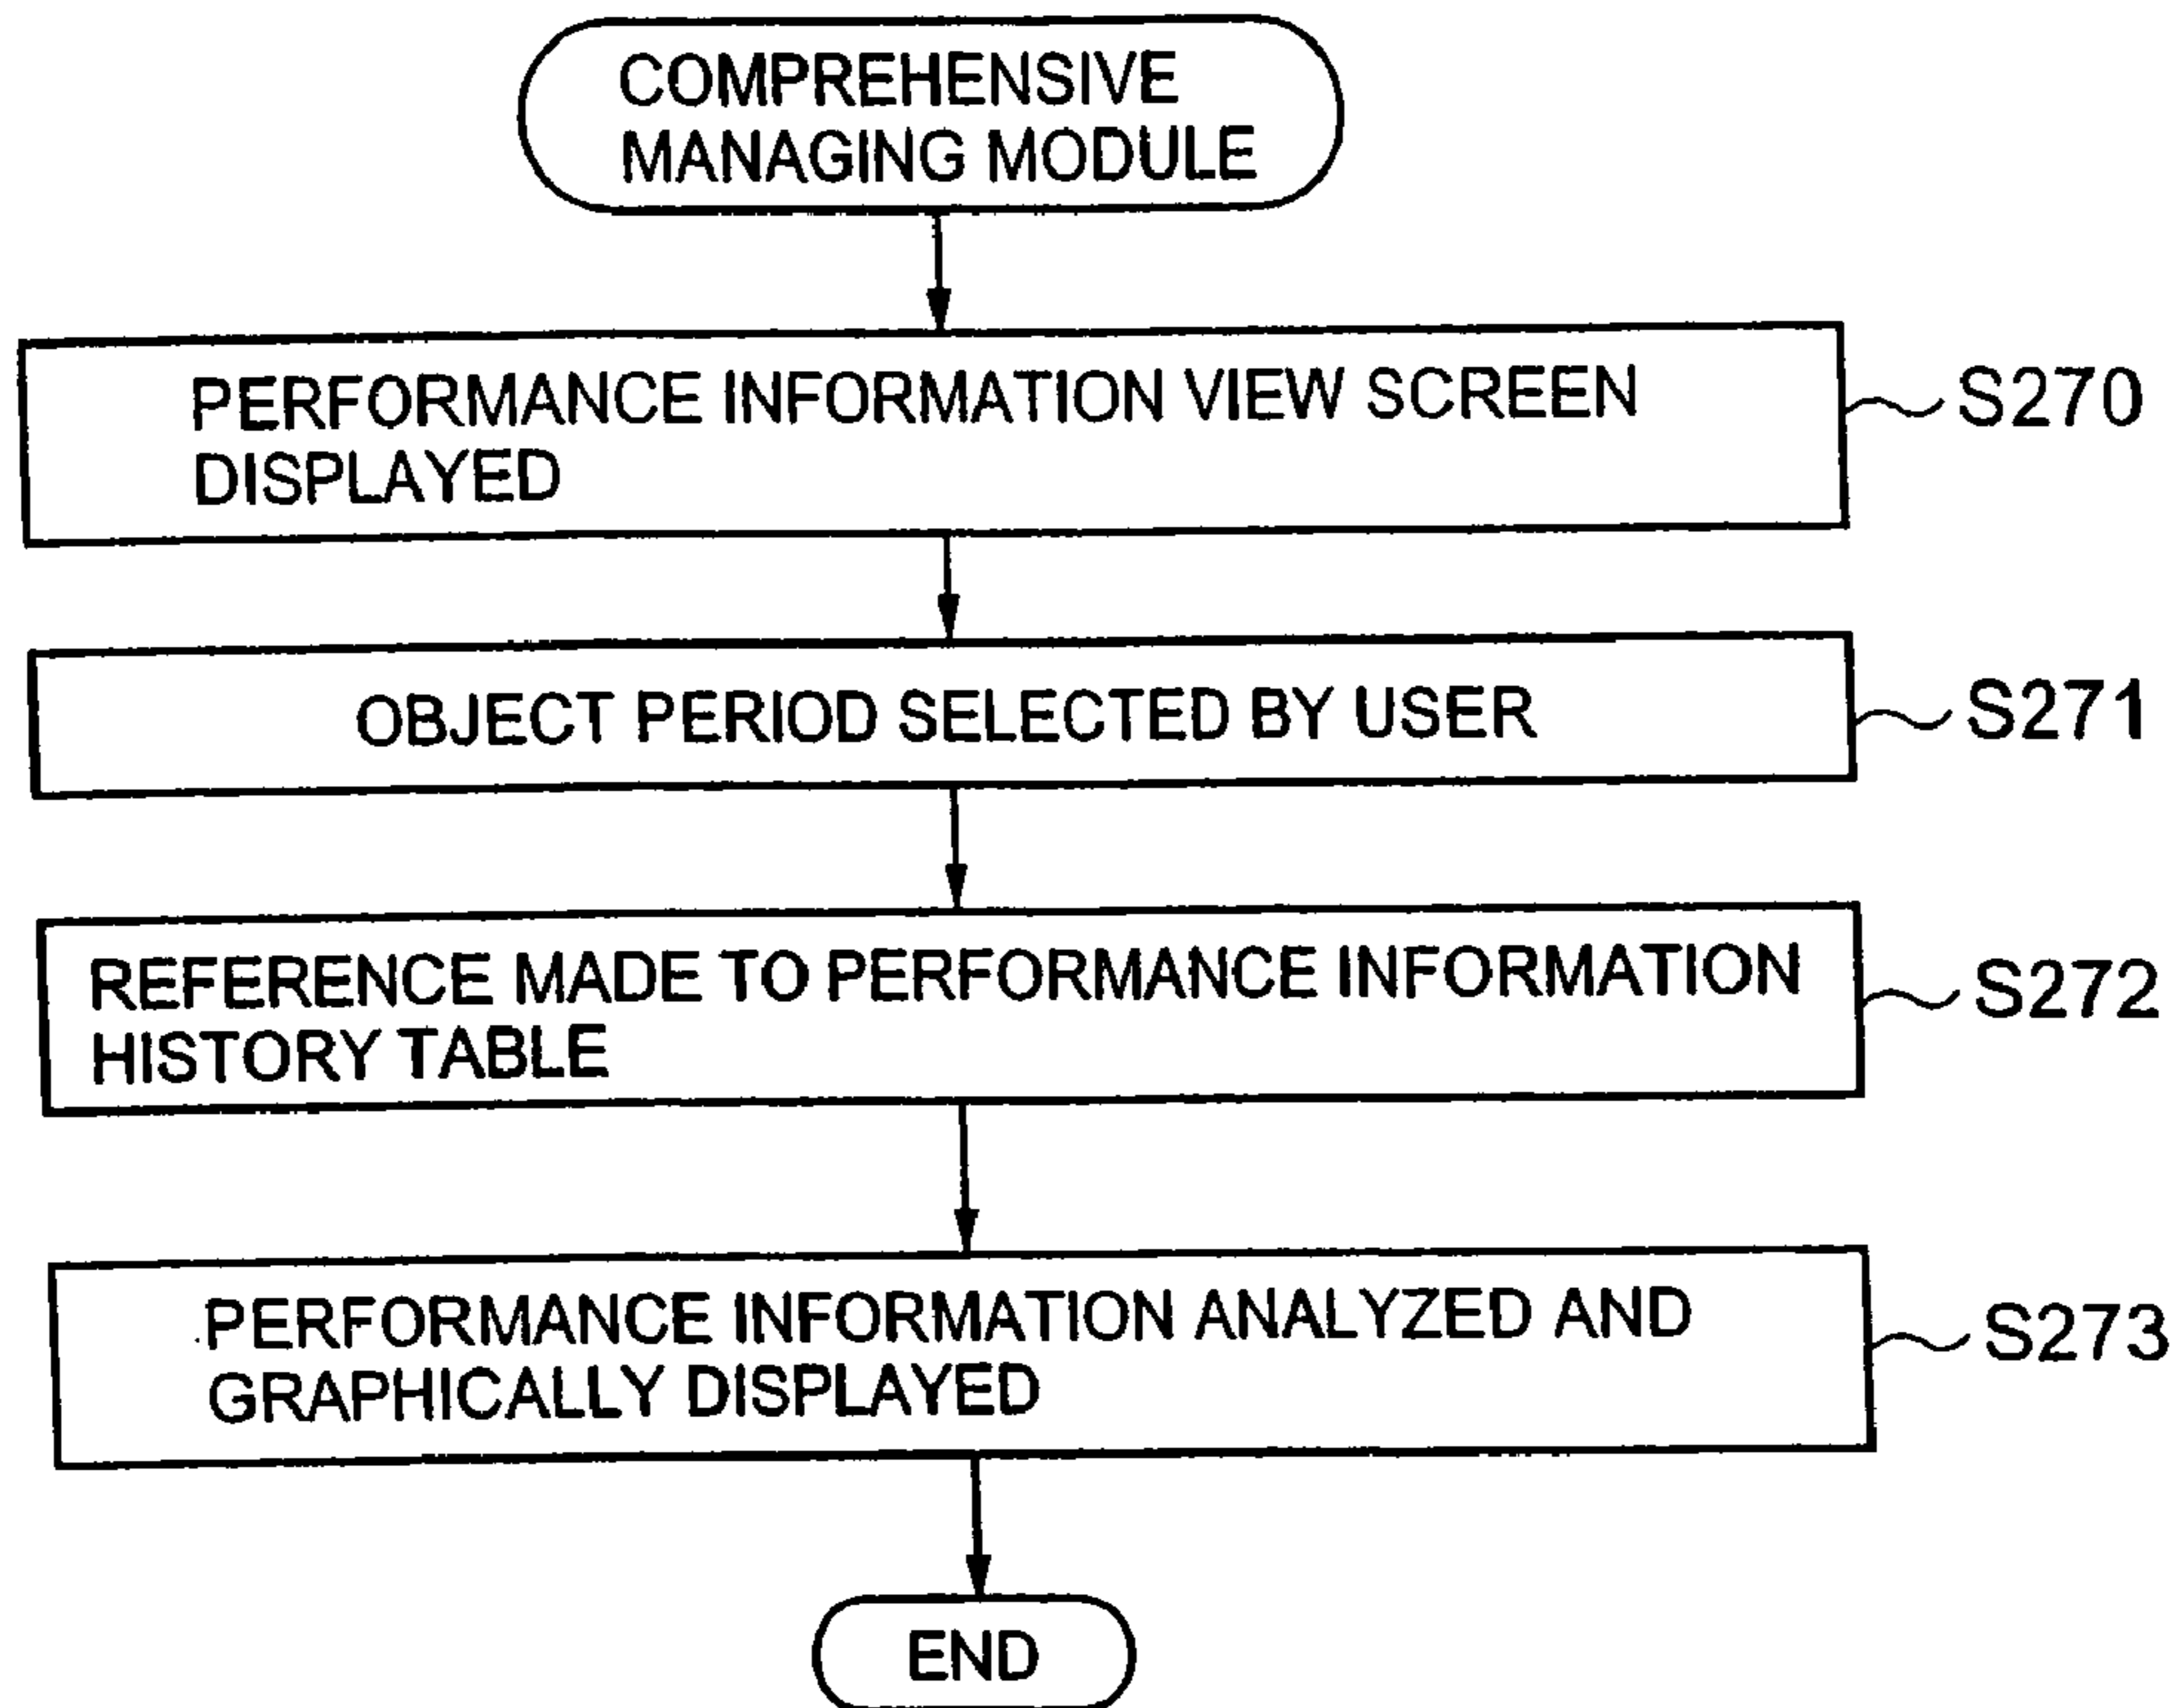 COMPREHENSIVE
MANAGING MODULE
PERFORMANCE INFORMATION VIEW SCREEN
DISPLAYED
S270
OBJECT PERIOD SELECTED BY USER
S271
REFERENCE MADE TO PERFORMANCE INFORMATION
HISTORY TABLE
S272
PERFORMANCE INFORMATION ANALYZED AND
GRAPHICALLY DISPLAYED
S273
END